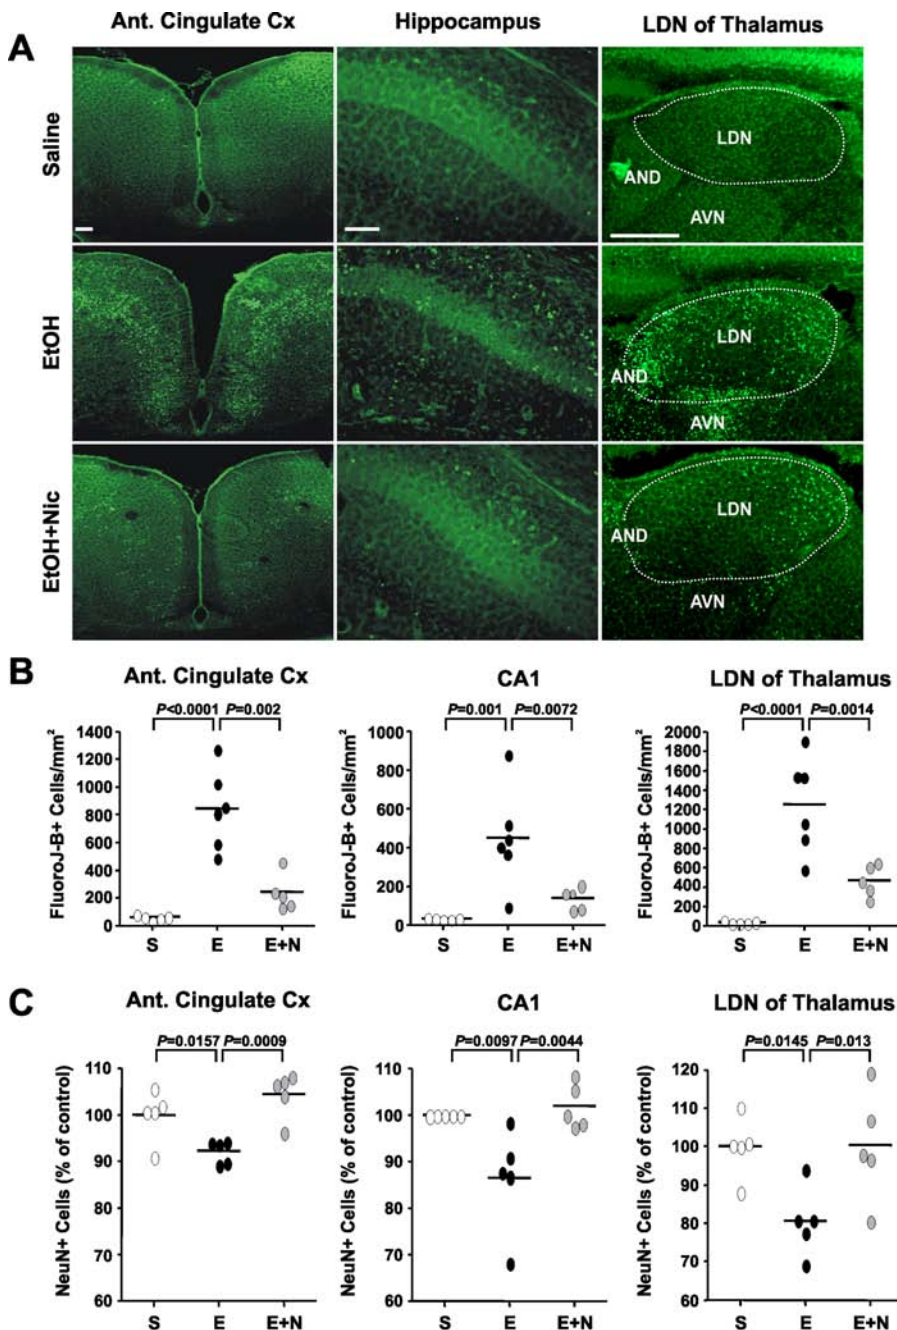 Ant. Cingulate Cx Hippocampus LDN of Thalamus
A
Saline
LDN
AND
AVN
EtOH
LDN
AND
AVN
EtOH+Nic
LDN
AND
AVN
B
Ant. Cingulate Cx
P<0.0001 P=0.002
FluoroJ-B+ Cells/mm²
1400
1200
1000
800
600
400
200
0
S E E+N
CA1
P=0.001 P=0.0072
FluoroJ-B+ Cells/mm²
1000
800
600
400
200
0
S E E+N
LDN of Thalamus
P<0.0001 P=0.0014
FluoroJ-B+ Cells/mm²
2000
1800
1600
1400
1200
1000
800
600
400
200
0
S E E+N
C
Ant. Cingulate Cx
P=0.0157 P=0.0009
NeuN+ Cells (% of control)
110
100
90
80
70
60
S E E+N
CA1
P=0.0097 P=0.0044
NeuN+ Cells (% of control)
110
100
90
80
70
60
S E E+N
LDN of Thalamus
P=0.0145 P=0.013
NeuN+ Cells (% of control)
120
110
100
90
80
70
60
S E E+N